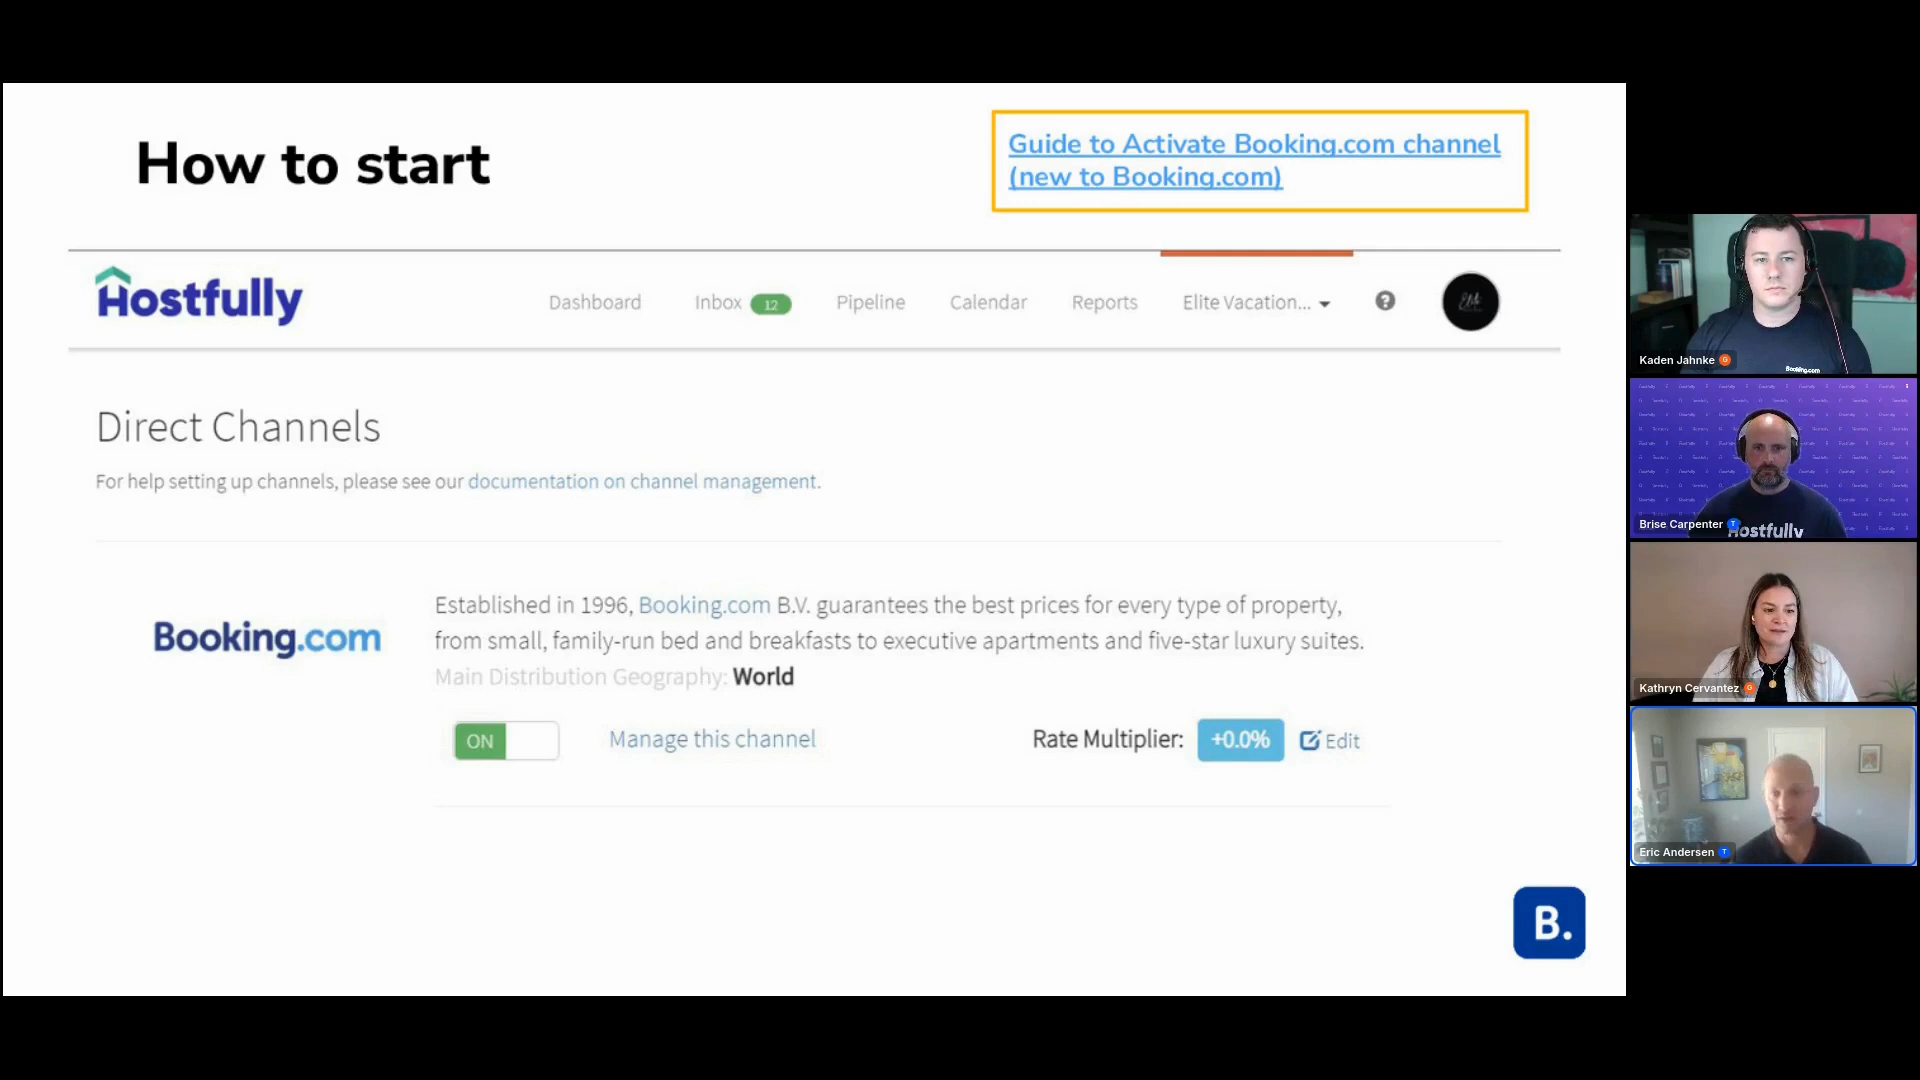 How to start
Guide to Activate Booking.com channel
(new to Booking.com)
Hostfully
Dashboard
Inbox 12
Pipeline
Calendar
Reports
Elite Vacation...
?
Direct Channels
For help setting up channels, please see our documentation on channel management.
Booking.com
Established in 1996, Booking.com B.V. guarantees the best prices for every type of property,
from small, family-run bed and breakfasts to executive apartments and five-star luxury suites.
Main Distribution Geography: World
ON
Manage this channel
Rate Multiplier: +0.0% Edit
B.
Booking.com
Kaden Jahnke G
Hostfully
Brise Carpenter T
Kathryn Cervantez G
Eric Andersen T